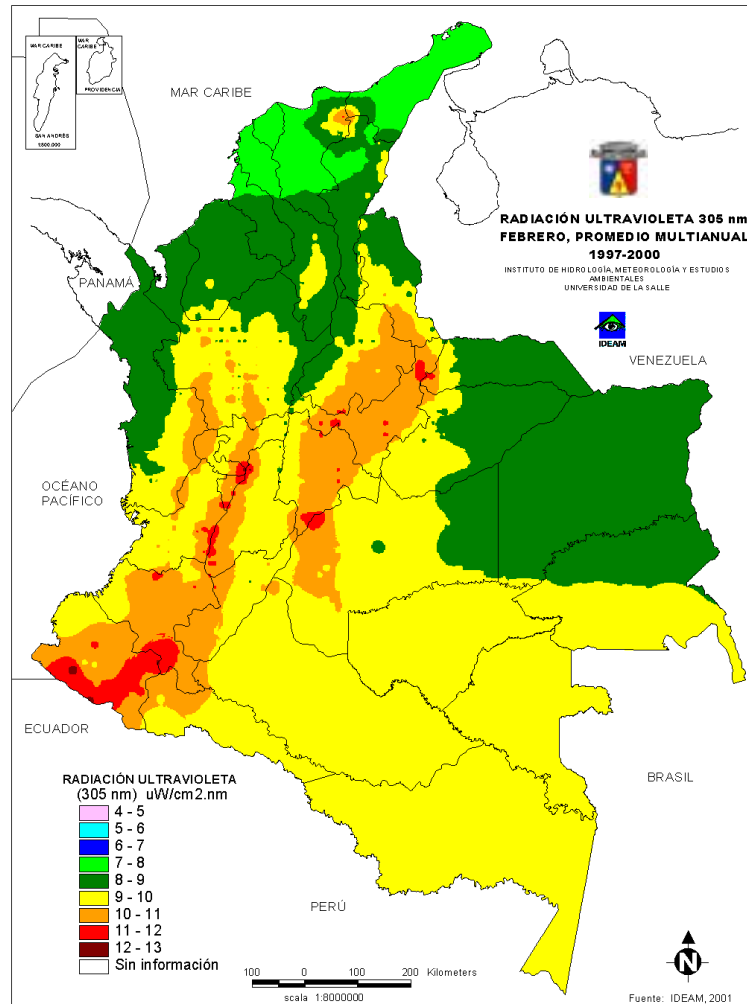 MAR CARIBE
MAR
CARIBE
PROVIDENCIA
SAN ANDRÉS
1:800.000
MAR CARIBE
RADIACIÓN ULTRAVIOLETA 305 nm
FEBRERO, PROMEDIO MULTIANUAL
1997-2000
INSTITUTO DE HIDROLOGÍA, METEOROLOGÍA Y ESTUDIOS
AMBIENTALES
UNIVERSIDAD DE LA SALLE
IDEAM
PANAMÁ
VENEZUELA
OCÉANO
PACÍFICO
ECUADOR
BRASIL
PERÚ
RADIACIÓN ULTRAVIOLETA
(305 nm) uW/cm2.nm
4 - 5
5 - 6
6 - 7
7 - 8
8 - 9
9 - 10
10 - 11
11 - 12
12 - 13
Sin información
100 0 100 200 Kilometers
scala 1:8000000
N
Fuente: IDEAM, 2001